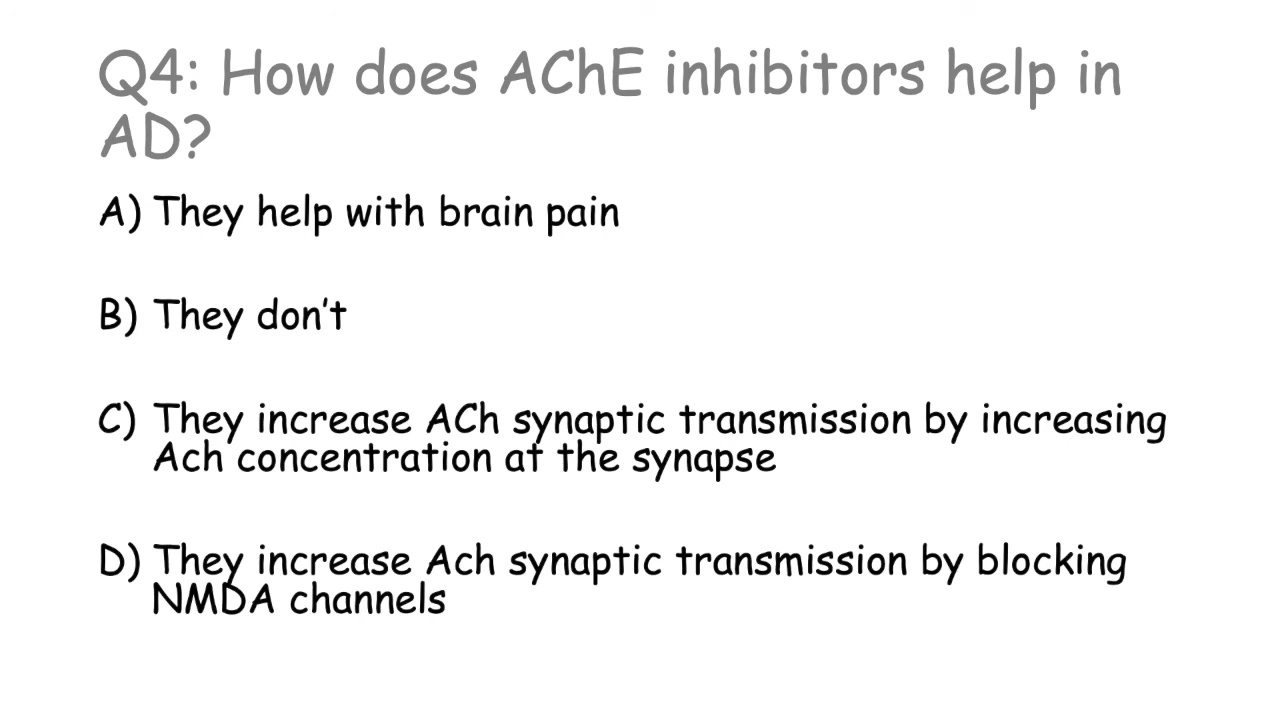 Q4: How does AChE inhibitors help in
AD?
A) They help with brain pain
B) They don't
C) They increase ACh synaptic transmission by increasing
Ach concentration at the synapse
D) They increase Ach synaptic transmission by blocking
NMDA channels